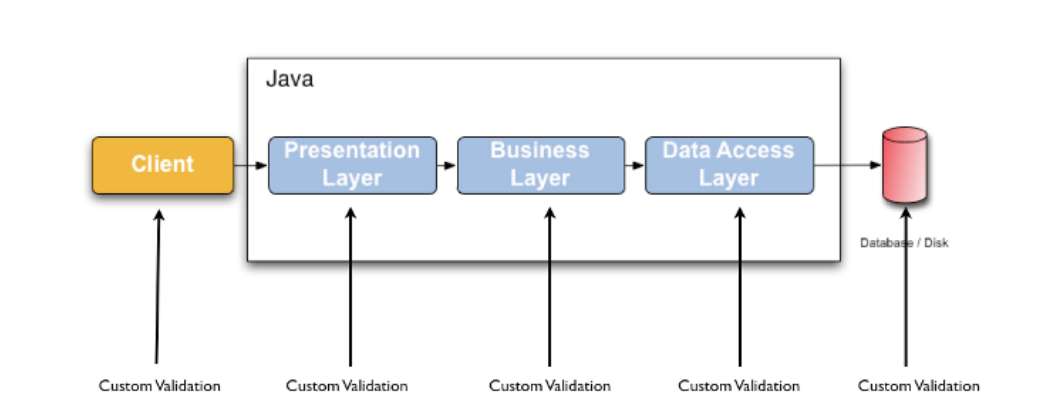 Java
Client
Presentation
Layer
Business
Layer
Data Access
Layer
Database / Disk
Custom Validation
Custom Validation
Custom Validation
Custom Validation
Custom Validation